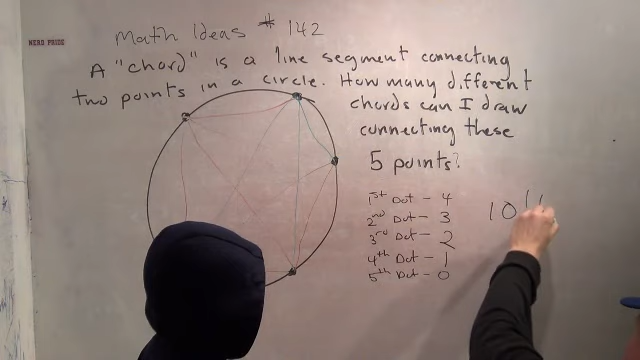 Math Ideas # 142
NERD PRIDE
A "chord" is a line segment connecting
two points in a circle. How many different
chords can I draw
connecting these
5 points?
1st Dot - 4
2nd Dot - 3
3rd Dot - 2
4th Dot - 1
5th Dot - 0
10!!